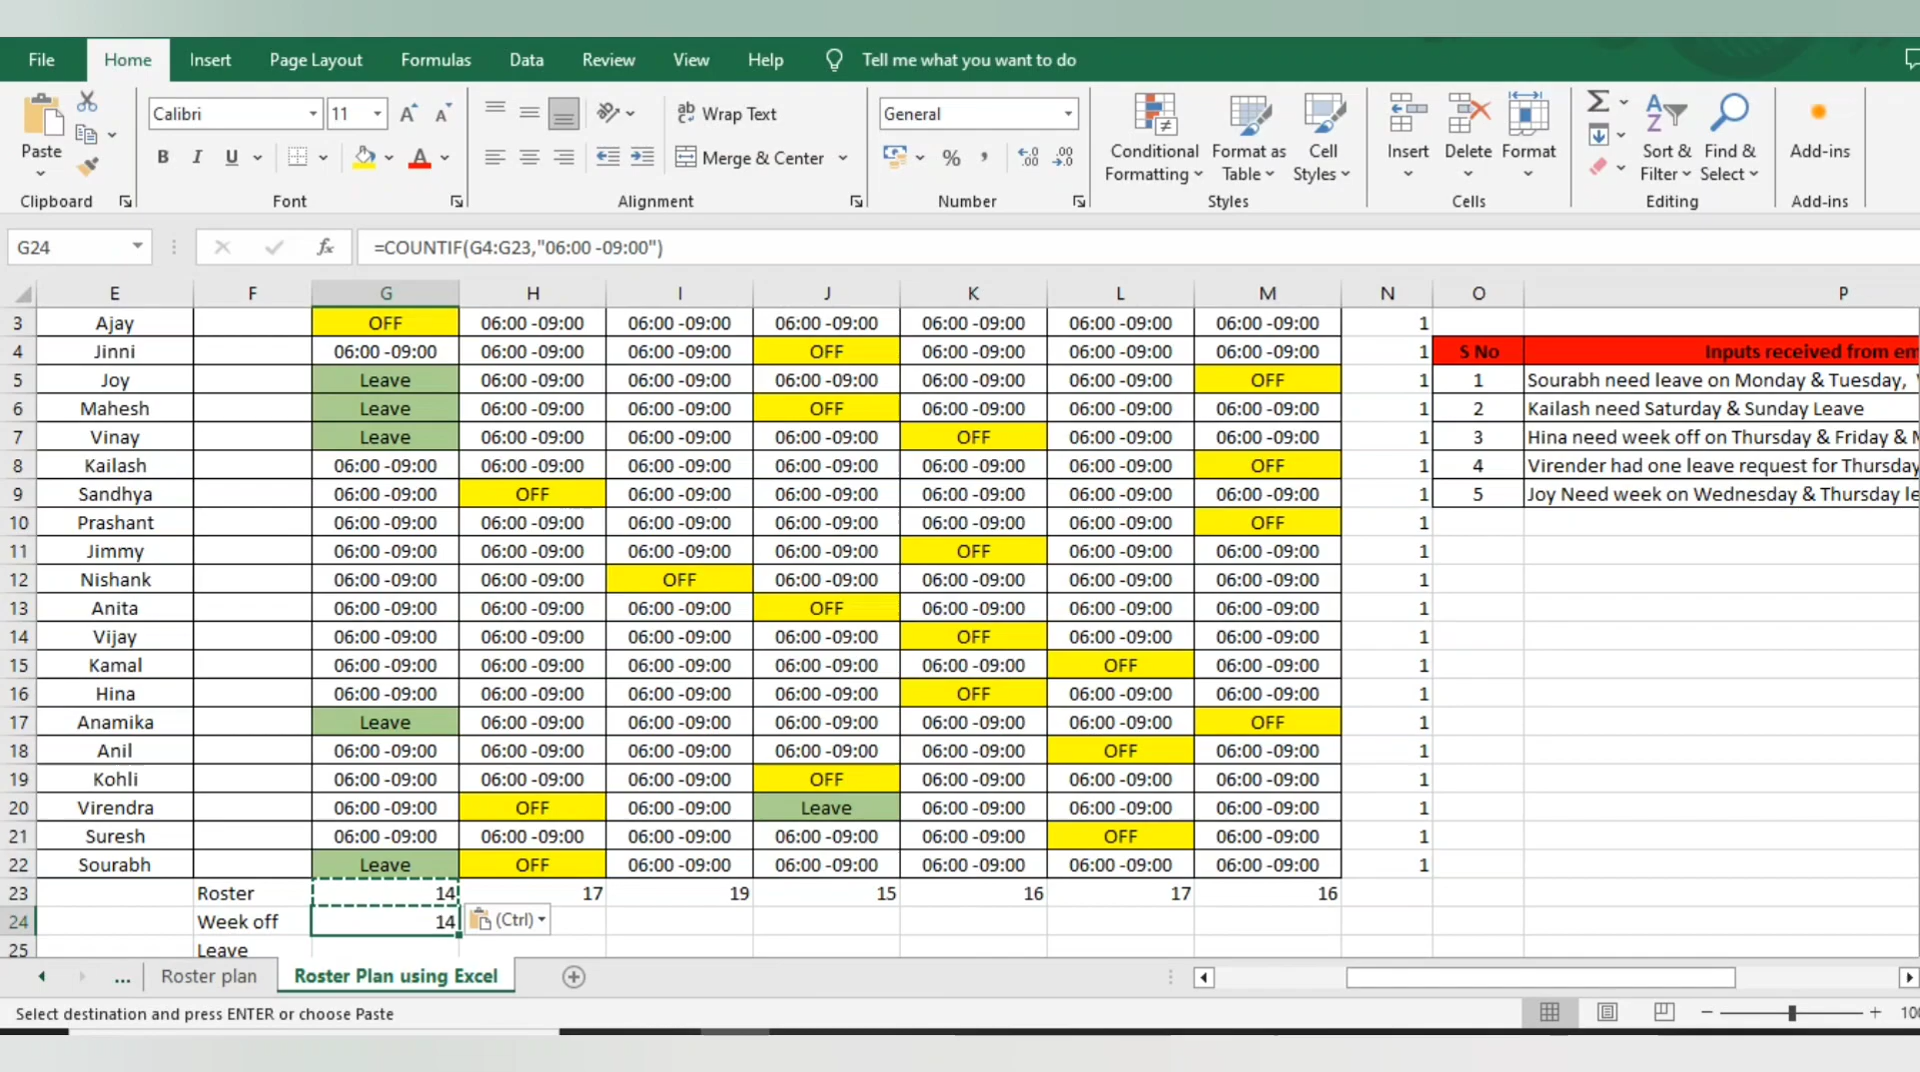 File Home Insert Page Layout Formulas Data Review View Help Tell me what you want to do
Paste
Clipboard
Calibri 11 A A
B I U A
Font
ab Wrap Text
Merge & Center
Alignment
General
% ,
Number
Conditional Formatting
Format as Table
Cell Styles
Styles
Insert Delete Format
Cells
Sort & Filter
Find & Select
Editing
Add-ins
Add-ins
G24 fx =COUNTIF(G4:G23,"06:00 -09:00")
E F G H I J K L M N O P
3 Ajay OFF 06:00 -09:00 06:00 -09:00 06:00 -09:00 06:00 -09:00 06:00 -09:00 06:00 -09:00 1
4 Jinni 06:00 -09:00 06:00 -09:00 06:00 -09:00 OFF 06:00 -09:00 06:00 -09:00 06:00 -09:00 1 S No Inputs received from em
5 Joy Leave 06:00 -09:00 06:00 -09:00 06:00 -09:00 06:00 -09:00 06:00 -09:00 OFF 1 1 Sourabh need leave on Monday & Tuesday,
6 Mahesh Leave 06:00 -09:00 06:00 -09:00 OFF 06:00 -09:00 06:00 -09:00 06:00 -09:00 1 2 Kailash need Saturday & Sunday Leave
7 Vinay Leave 06:00 -09:00 06:00 -09:00 06:00 -09:00 OFF 06:00 -09:00 06:00 -09:00 1 3 Hina need week off on Thursday & Friday &
8 Kailash 06:00 -09:00 06:00 -09:00 06:00 -09:00 06:00 -09:00 06:00 -09:00 06:00 -09:00 OFF 1 4 Virender had one leave request for Thursday
9 Sandhya 06:00 -09:00 OFF 06:00 -09:00 06:00 -09:00 06:00 -09:00 06:00 -09:00 06:00 -09:00 1 5 Joy Need week on Wednesday & Thursday le
10 Prashant 06:00 -09:00 06:00 -09:00 06:00 -09:00 06:00 -09:00 06:00 -09:00 06:00 -09:00 OFF 1
11 Jimmy 06:00 -09:00 06:00 -09:00 06:00 -09:00 06:00 -09:00 OFF 06:00 -09:00 06:00 -09:00 1
12 Nishank 06:00 -09:00 06:00 -09:00 OFF 06:00 -09:00 06:00 -09:00 06:00 -09:00 06:00 -09:00 1
13 Anita 06:00 -09:00 06:00 -09:00 06:00 -09:00 OFF 06:00 -09:00 06:00 -09:00 06:00 -09:00 1
14 Vijay 06:00 -09:00 06:00 -09:00 06:00 -09:00 06:00 -09:00 OFF 06:00 -09:00 06:00 -09:00 1
15 Kamal 06:00 -09:00 06:00 -09:00 06:00 -09:00 06:00 -09:00 06:00 -09:00 OFF 06:00 -09:00 1
16 Hina 06:00 -09:00 06:00 -09:00 06:00 -09:00 06:00 -09:00 OFF 06:00 -09:00 06:00 -09:00 1
17 Anamika Leave 06:00 -09:00 06:00 -09:00 06:00 -09:00 06:00 -09:00 06:00 -09:00 OFF 1
18 Anil 06:00 -09:00 06:00 -09:00 06:00 -09:00 06:00 -09:00 06:00 -09:00 OFF 06:00 -09:00 1
19 Kohli 06:00 -09:00 06:00 -09:00 06:00 -09:00 OFF 06:00 -09:00 06:00 -09:00 06:00 -09:00 1
20 Virendra 06:00 -09:00 OFF 06:00 -09:00 Leave 06:00 -09:00 06:00 -09:00 06:00 -09:00 1
21 Suresh 06:00 -09:00 06:00 -09:00 06:00 -09:00 06:00 -09:00 06:00 -09:00 OFF 06:00 -09:00 1
22 Sourabh Leave OFF 06:00 -09:00 06:00 -09:00 06:00 -09:00 06:00 -09:00 06:00 -09:00 1
23 Roster 14 17 19 15 16 17 16
24 Week off 14 (Ctrl)
25 Leave
... Roster plan Roster Plan using Excel
Select destination and press ENTER or choose Paste